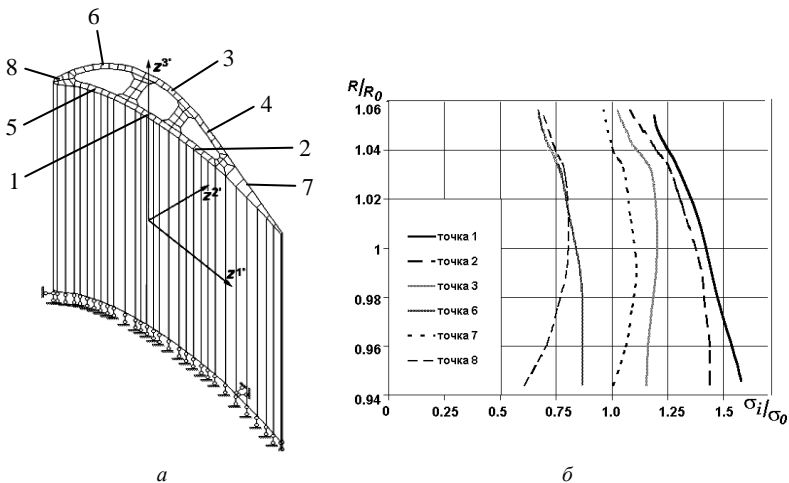 6
3
8
4
5
1
2
7
z³'
z²'
z¹'
а
R/R₀
1.06
1.04
1.02
1
0.98
0.96
0.94
точка 1
точка 2
точка 3
точка 6
точка 7
точка 8
0 0.25 0.5 0.75 1.0 1.25 1.5
σi/σ0
б